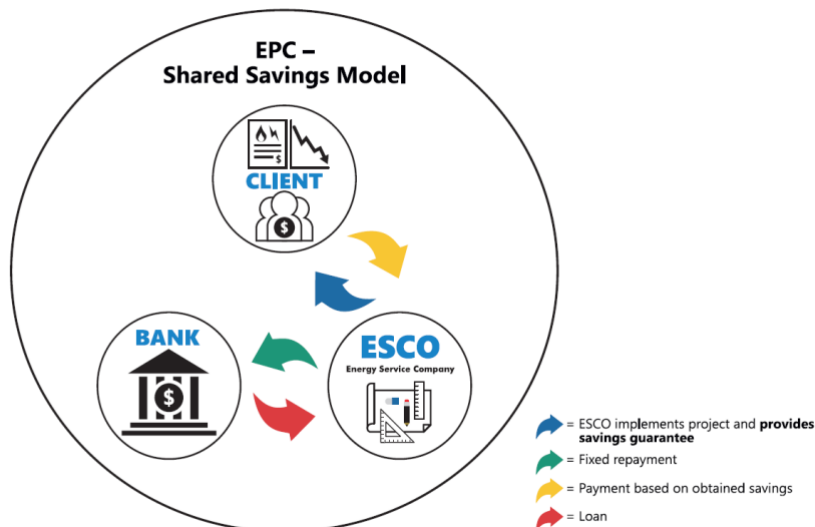 EPC –
Shared Savings Model
$
CLIENT
$
BANK
$
ESCO
Energy Service Company
= ESCO implements project and provides
savings guarantee
= Fixed repayment
= Payment based on obtained savings
= Loan